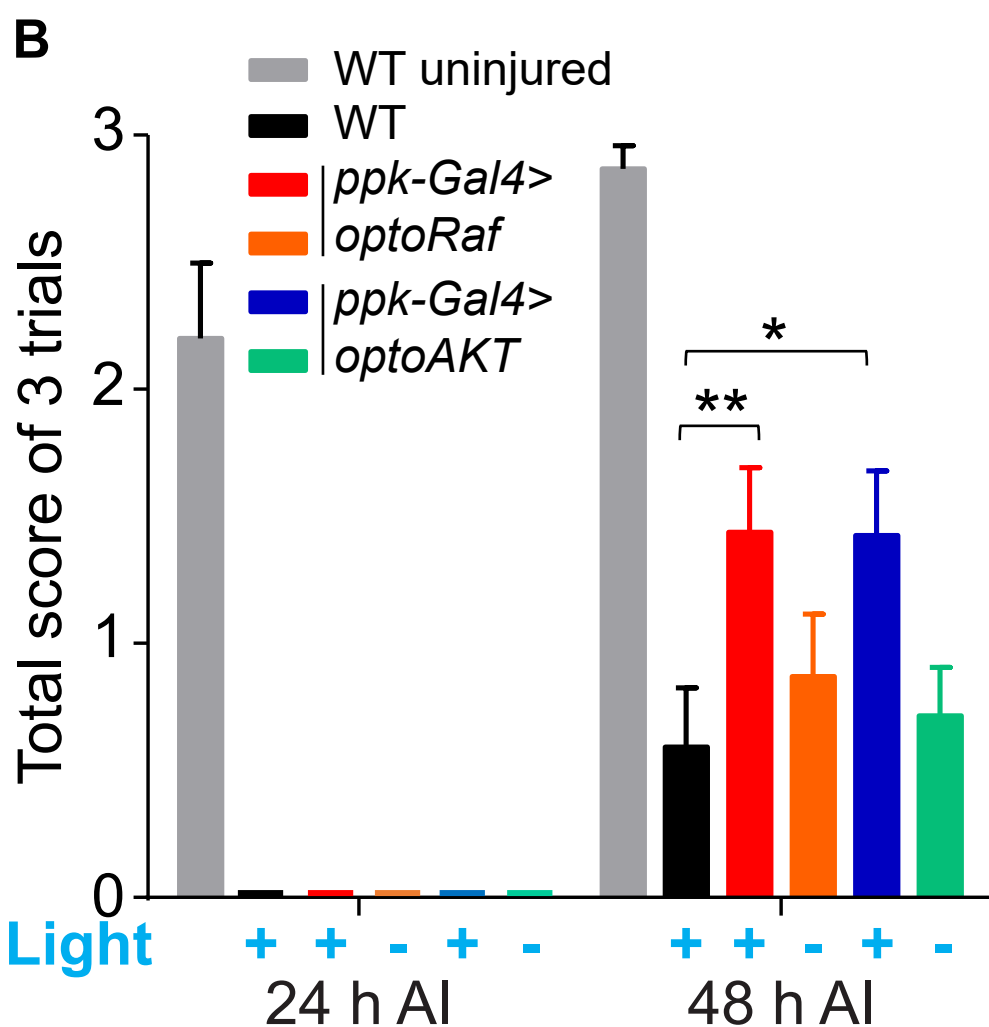 B
WT uninjured
WT
ppk-Gal4>
optoRaf
ppk-Gal4>
optoAKT
Total score of 3 trials
3
2
1
0
*
**
Light + + - + - + + - + -
24 h AI 48 h AI